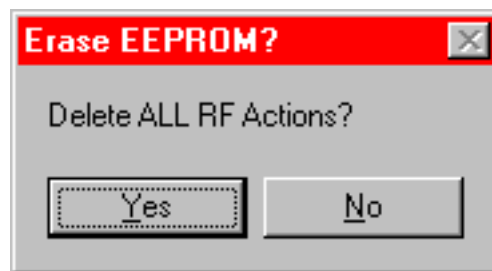 Erase EEPROM?
Delete ALL RF Actions?
Yes No